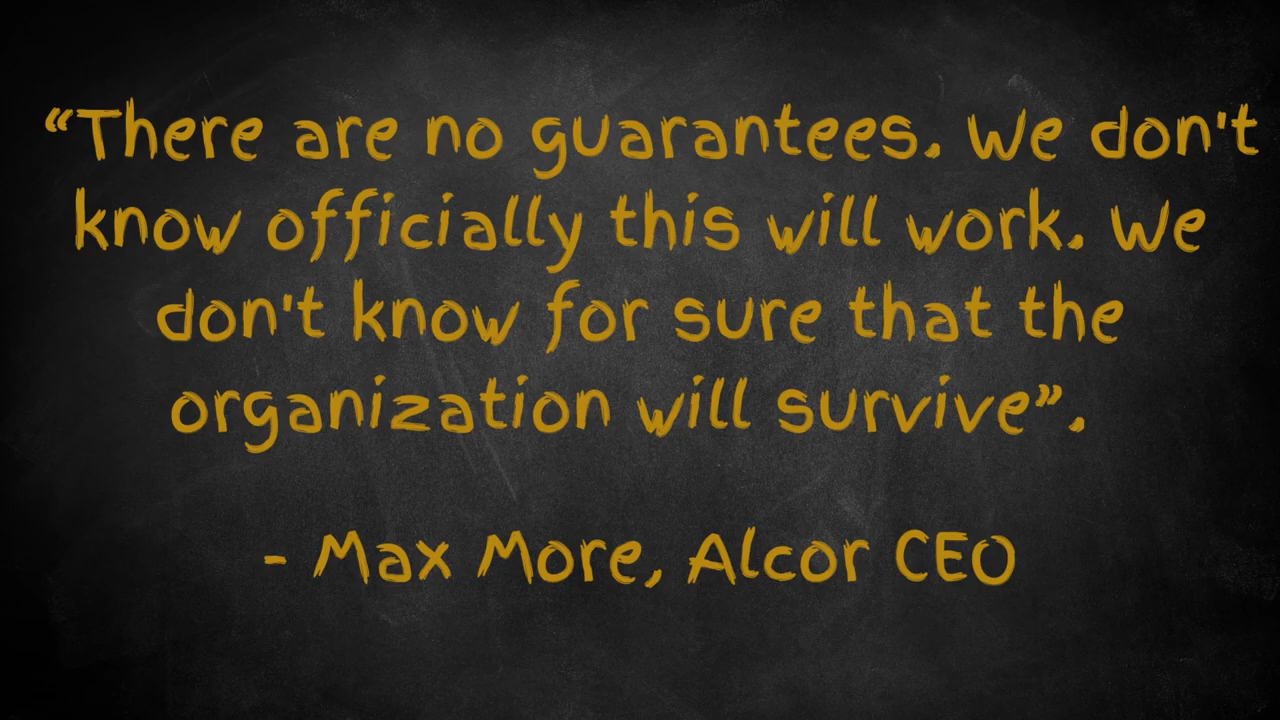 “There are no guarantees. We don't
know officially this will work. We
don't know for sure that the
organization will survive”.
- Max More, Alcor CEO